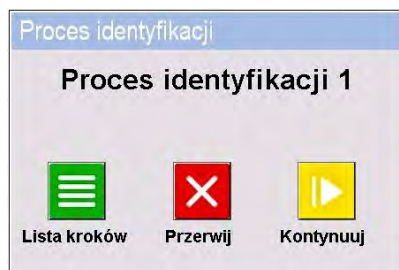 Proces identyfikacji
Proces identyfikacji 1
Lista kroków Przerwij Kontynuuj